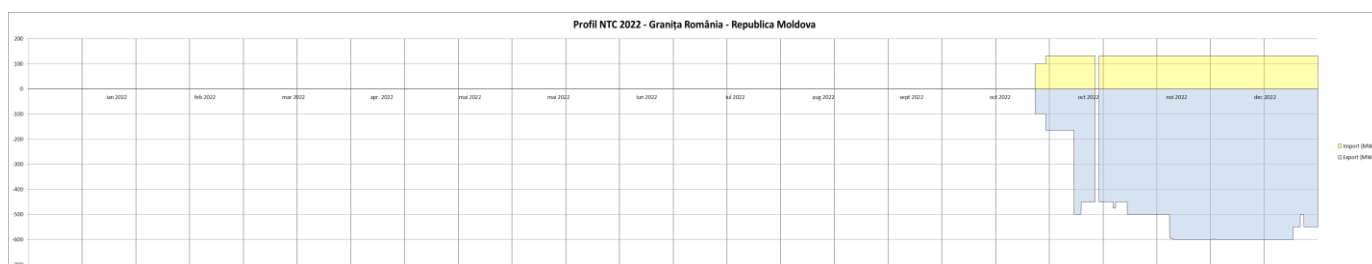 Profil NTC 2022 - Granița România - Republica Moldova
200
100
0
-100
-200
-300
-400
-500
-600
-700
ian 2022 feb 2022 mar 2022 apr. 2022 mai 2022 mai 2022 iun 2022 iul 2022 aug 2022 sept 2022 oct 2022 oct 2022 noi 2022 dec 2022
Import [MW
Export [MW